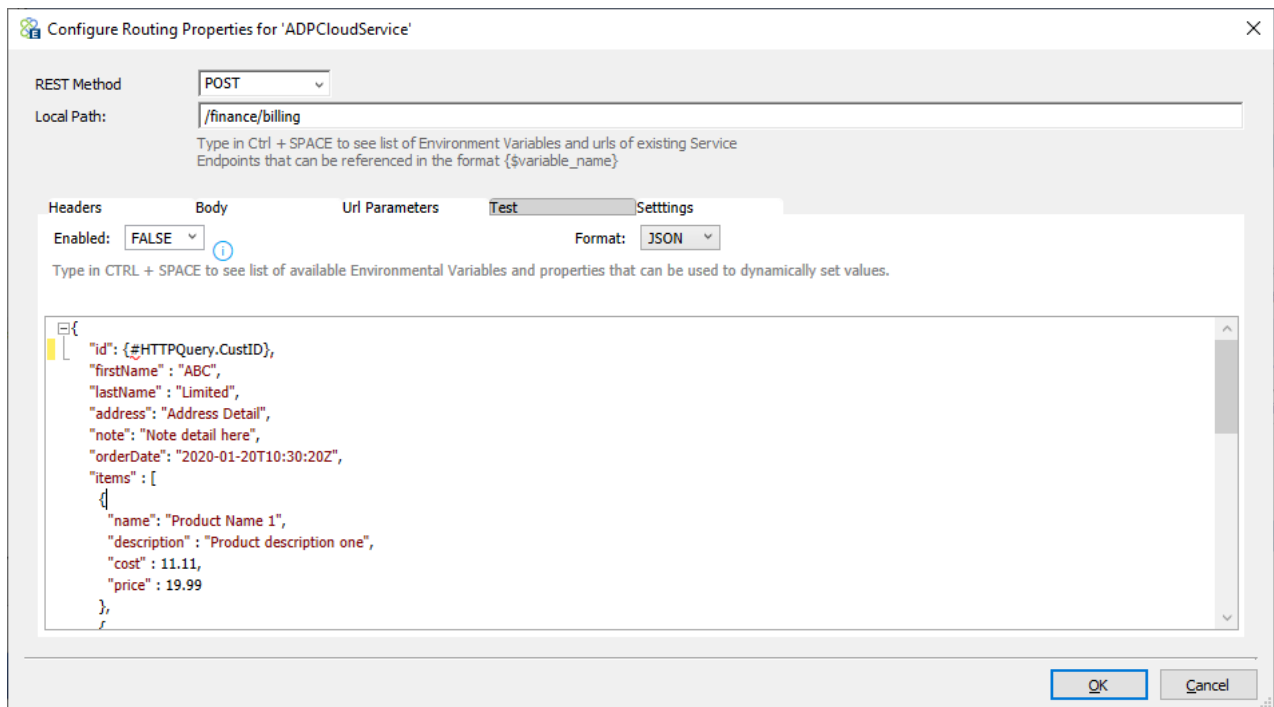 Configure Routing Properties for 'ADPCloudService'
REST Method POST
Local Path: /finance/billing
Type in Ctrl + SPACE to see list of Environment Variables and urls of existing Service
Endpoints that can be referenced in the format {$variable_name}
Headers Body Url Parameters Test Setttings
Enabled: FALSE Format: JSON
Type in CTRL + SPACE to see list of available Environmental Variables and properties that can be used to dynamically set values.
{
"id": {#HTTPQuery.CustID},
"firstName" : "ABC",
"lastName" : "Limited",
"address": "Address Detail",
"note": "Note detail here",
"orderDate": "2020-01-20T10:30:20Z",
"items" : [
{
"name": "Product Name 1",
"description" : "Product description one",
"cost" : 11.11,
"price" : 19.99
},
{
OK Cancel